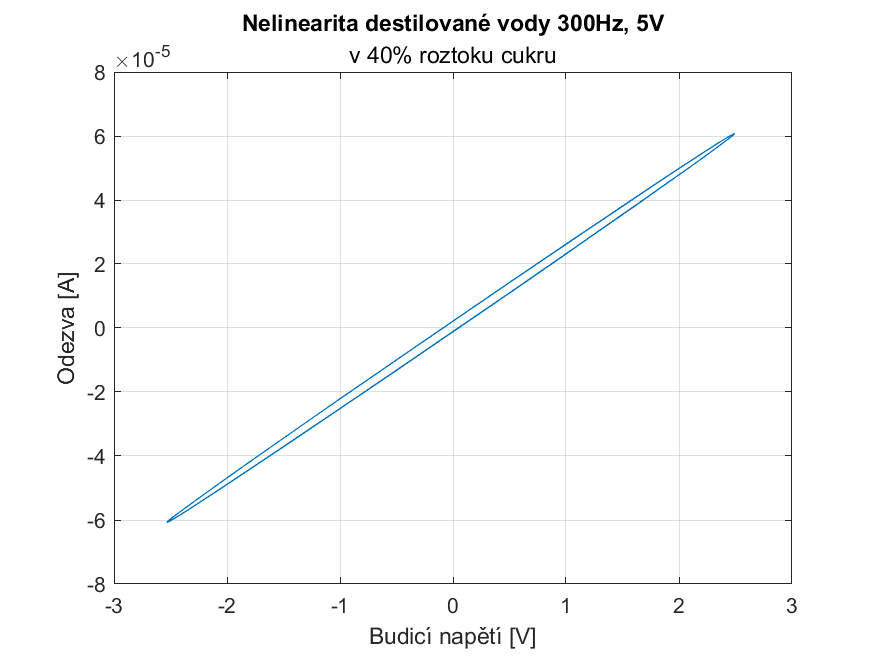 Nelinearita destilované vody 300Hz, 5V
v 40% roztoku cukru
×10-5
8
6
4
2
0
-2
-4
-6
-8
-3 -2 -1 0 1 2 3
Odezva [A]
Budicí napětí [V]